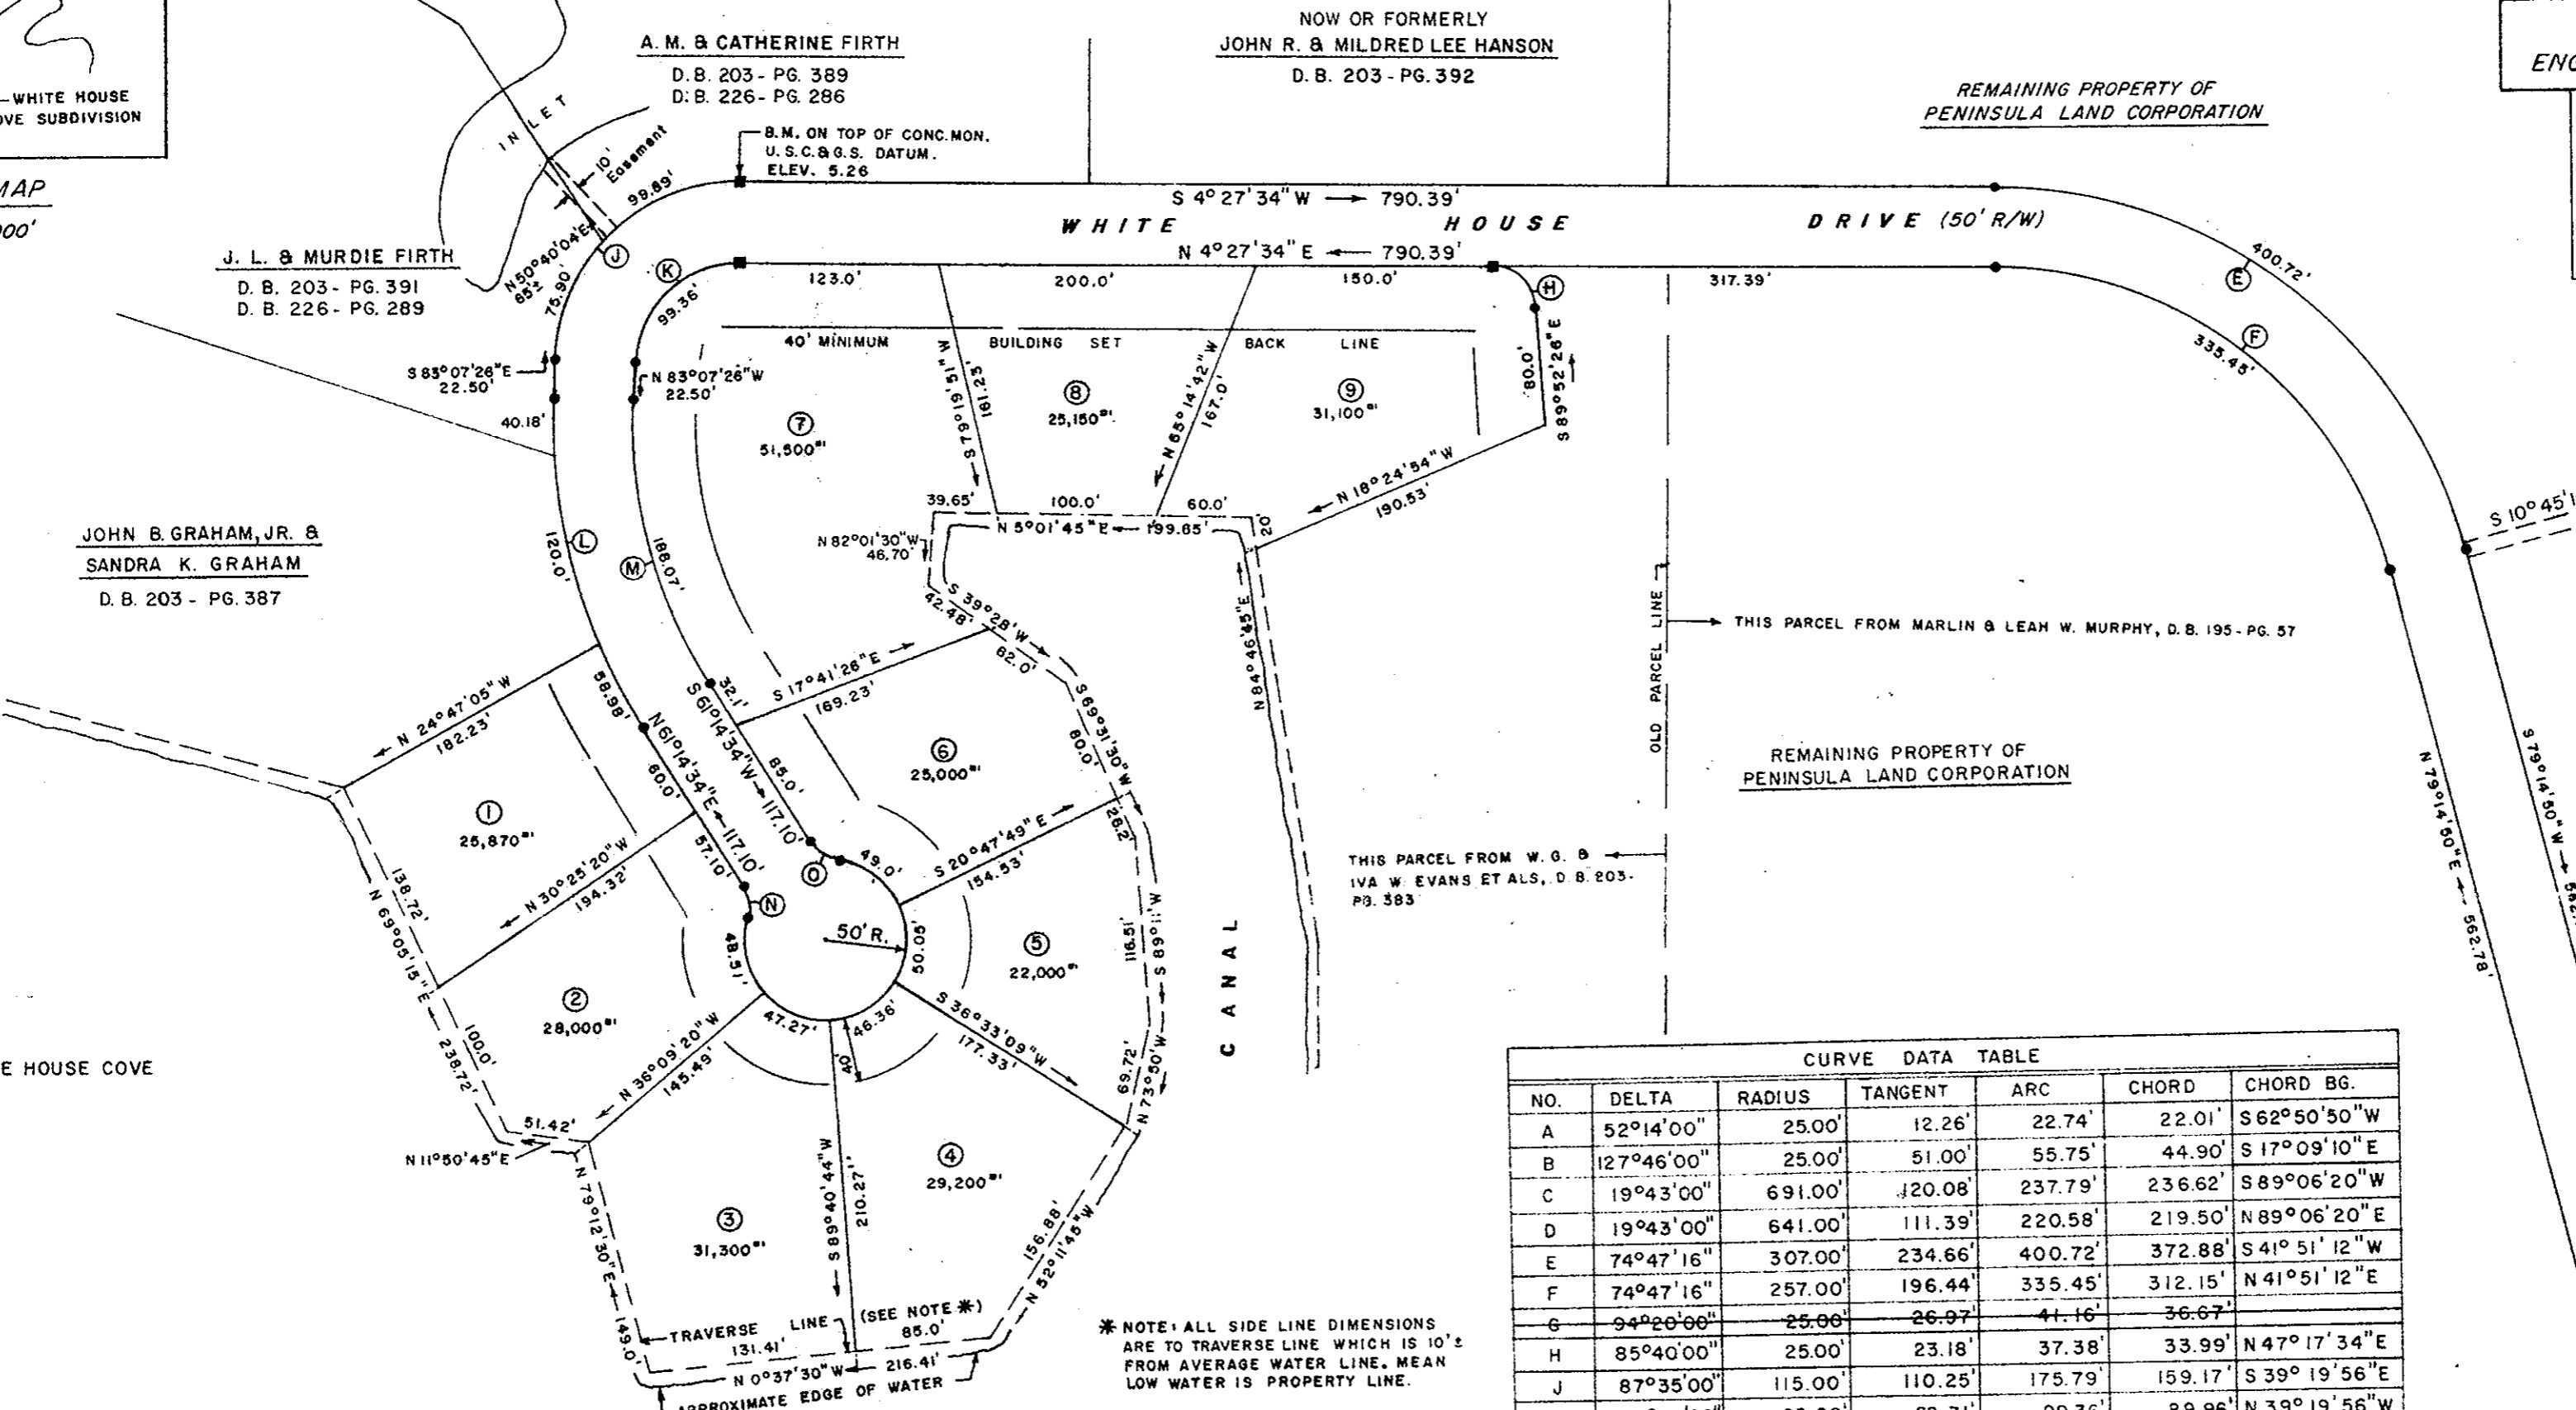 —WHITE HOUSE
OVE SUBDIVISION
MAP
000'
A. M. & CATHERINE FIRTH
D. B. 203 - PG. 389
D. B. 226 - PG. 286
NOW OR FORMERLY
JOHN R. & MILDRED LEE HANSON
D. B. 203 - PG. 392
REMAINING PROPERTY OF
PENINSULA LAND CORPORATION
ENG
INLET
10'
Easement
B.M. ON TOP OF CONC. MON.
U.S.C.&G.S. DATUM.
ELEV. 5.26
99.89'
S 4°27'34" W → 790.39'
WHITE HOUSE DRIVE (50' R/W)
N 4°27'34" E ← 790.39'
J. L. & MURDIE FIRTH
D. B. 203 - PG. 391
D. B. 226 - PG. 289
N50°40'04"E
65'±
75.90'
J
K
99.36'
123.0'
200.0'
150.0'
H
317.39'
400.72'
E
F
335.45'
40' MINIMUM BUILDING SET BACK LINE
S 83°07'26"E
22.50'
N 83°07'26"W
22.50'
40.18'
7
51,500
S 79°19'51" W
161.23'
8
25,150
N 65°14'42" W
167.0'
9
31,100
80.0'
S 89°52'26" E
N 18°24'54" W
190.53'
39.65'
100.0'
60.0'
20'
N 5°01'45" E ← 199.65'
N 82°01'30" W
46.70'
S 10°45'1
JOHN B. GRAHAM, JR. &
SANDRA K. GRAHAM
D. B. 203 - PG. 387
L
120.0'
M
188.07'
S 39°28' W
42.48'
62.0'
N 84°46'45" E
OLD PARCEL LINE
THIS PARCEL FROM MARLIN & LEAH W. MURPHY, D. B. 195 - PG. 57
N 24°47'05" W
182.23'
58.98'
32.1'
S 17°41'26" E
169.23'
S 69°31'30" W
80.0'
N 61°14'34" E ← 117.10'
S 61°14'34" W → 117.10'
60.0'
85.0'
57.10'
6
25,000
REMAINING PROPERTY OF
PENINSULA LAND CORPORATION
N 79°14'50" E ← 562.78'
S 79°14'50" W → 562.
1
25,870
138.72'
N 69°05'15" E ← 238.72'
N 30°25'20" W
194.32'
O
N
49.0'
S 20°47'49" E
154.53'
26.2'
THIS PARCEL FROM W. G. &
IVA W. EVANS ET ALS, D. B. 203-
PG. 383
2
28,000
100.0'
48.51'
50' R.
50.05'
5
22,000
116.51'
S 89°11' W
CANAL
E HOUSE COVE
N 36°09'20" W
145.49'
47.27'
46.36'
40'
S 36°33'09" W
177.33'
69.72'
N 73°50' W
51.42'
N 11°50'45" E
4
29,200
S 89°40'44" W
210.27'
3
31,300
N 79°12'30" E ← 149.0'
156.88'
N 52°11'45" W
TRAVERSE LINE (SEE NOTE *)
131.41'
85.0'
N 0°37'30" W ← 216.41'
APPROXIMATE EDGE OF WATER
* NOTE: ALL SIDE LINE DIMENSIONS
ARE TO TRAVERSE LINE WHICH IS 10'±
FROM AVERAGE WATER LINE. MEAN
LOW WATER IS PROPERTY LINE.
CURVE DATA TABLE
NO. DELTA RADIUS TANGENT ARC CHORD CHORD BG.
A 52°14'00" 25.00' 12.26' 22.74' 22.01' S 62°50'50" W
B 127°46'00" 25.00' 51.00' 55.75' 44.90' S 17°09'10" E
C 19°43'00" 691.00' 120.08' 237.79' 236.62' S 89°06'20" W
D 19°43'00" 641.00' 111.39' 220.58' 219.50' N 89°06'20" E
E 74°47'16" 307.00' 234.66' 400.72' 372.88' S 41°51'12" W
F 74°47'16" 257.00' 196.44' 335.45' 312.15' N 41°51'12" E
G 94°20'00" 25.00' 26.97' 41.16' 36.67'
H 85°40'00" 25.00' 23.18' 37.38' 33.99' N 47°17'34" E
J 87°35'00" 115.00' 110.25' 175.79' 159.17' S 39°19'56" E
89.96' N 39°19'56" W